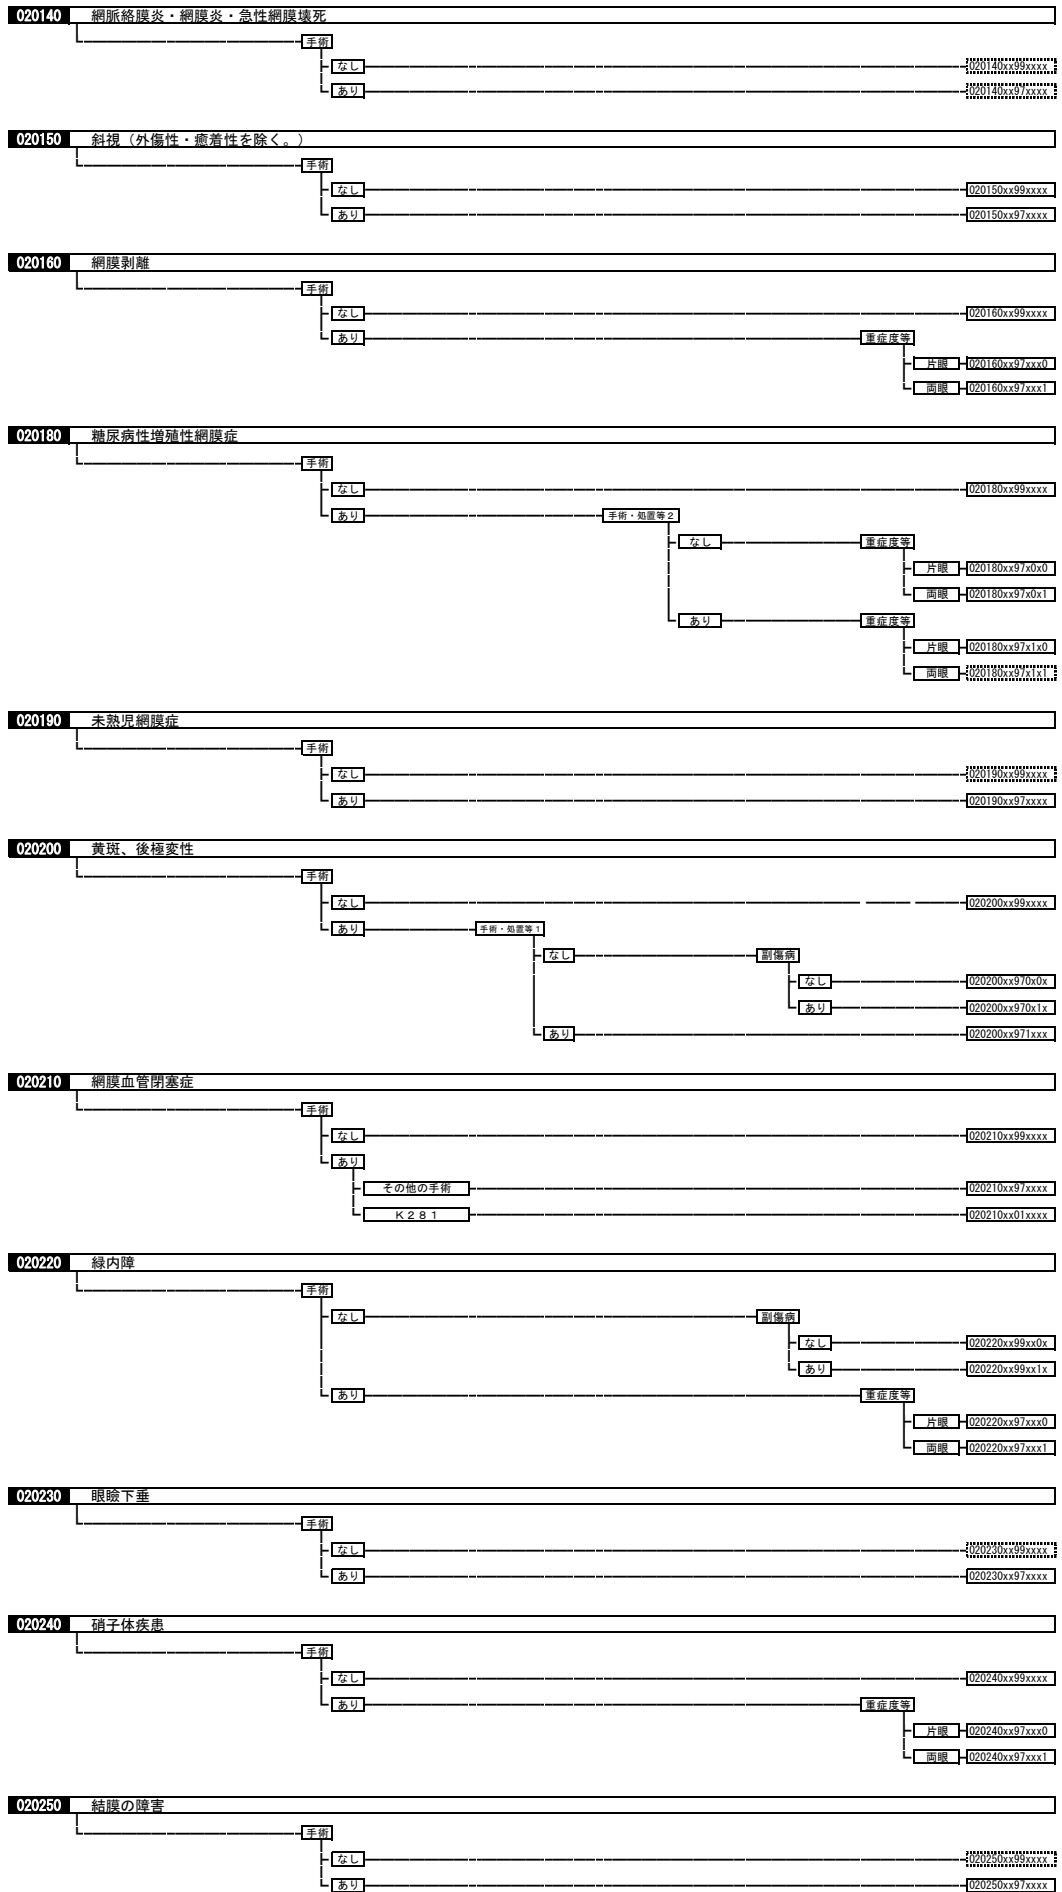 020140 網脈絡膜炎・網膜炎・急性網膜壊死
手術
なし 020140xx99xxxx
あり 020140xx97xxxx
020150 斜視（外傷性・癒着性を除く。）
手術
なし 020150xx99xxxx
あり 020150xx97xxxx
020160 網膜剥離
手術
なし 020160xx99xxxx
あり 重症度等
片眼 020160xx97xxx0
両眼 020160xx97xxx1
020180 糖尿病性増殖性網膜症
手術
なし 020180xx99xxxx
あり 手術・処置等２
なし 重症度等
片眼 020180xx97x0x0
両眼 020180xx97x0x1
あり 重症度等
片眼 020180xx97x1x0
両眼 020180xx97x1x1
020190 未熟児網膜症
手術
なし 020190xx99xxxx
あり 020190xx97xxxx
020200 黄斑、後極変性
手術
なし 020200xx99xxxx
あり 手術・処置等１
なし 副傷病
なし 020200xx970x0x
あり 020200xx970x1x
あり 020200xx971xxx
020210 網膜血管閉塞症
手術
なし 020210xx99xxxx
あり
その他の手術 020210xx97xxxx
Ｋ２８１ 020210xx01xxxx
020220 緑内障
手術
なし 副傷病
なし 020220xx99xx0x
あり 020220xx99xx1x
あり 重症度等
片眼 020220xx97xxx0
両眼 020220xx97xxx1
020230 眼瞼下垂
手術
なし 020230xx99xxxx
あり 020230xx97xxxx
020240 硝子体疾患
手術
なし 020240xx99xxxx
あり 重症度等
片眼 020240xx97xxx0
両眼 020240xx97xxx1
020250 結膜の障害
手術
なし 020250xx99xxxx
あり 020250xx97xxxx